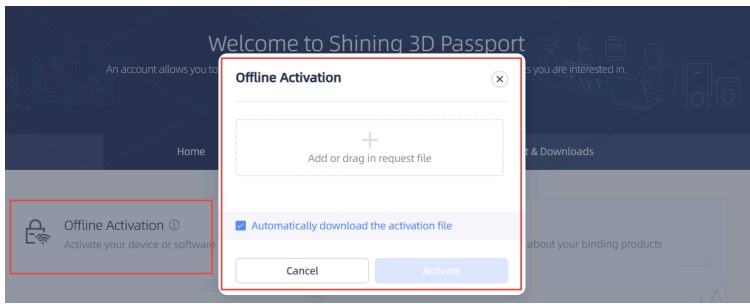 Welcome to Shining 3D Passport
An account allows you to
s you are interested in.
Offline Activation
Add or drag in request file
Home
t & Downloads
Offline Activation
Activate your device or software
Automatically download the activation file
about your binding products
Cancel
Activate